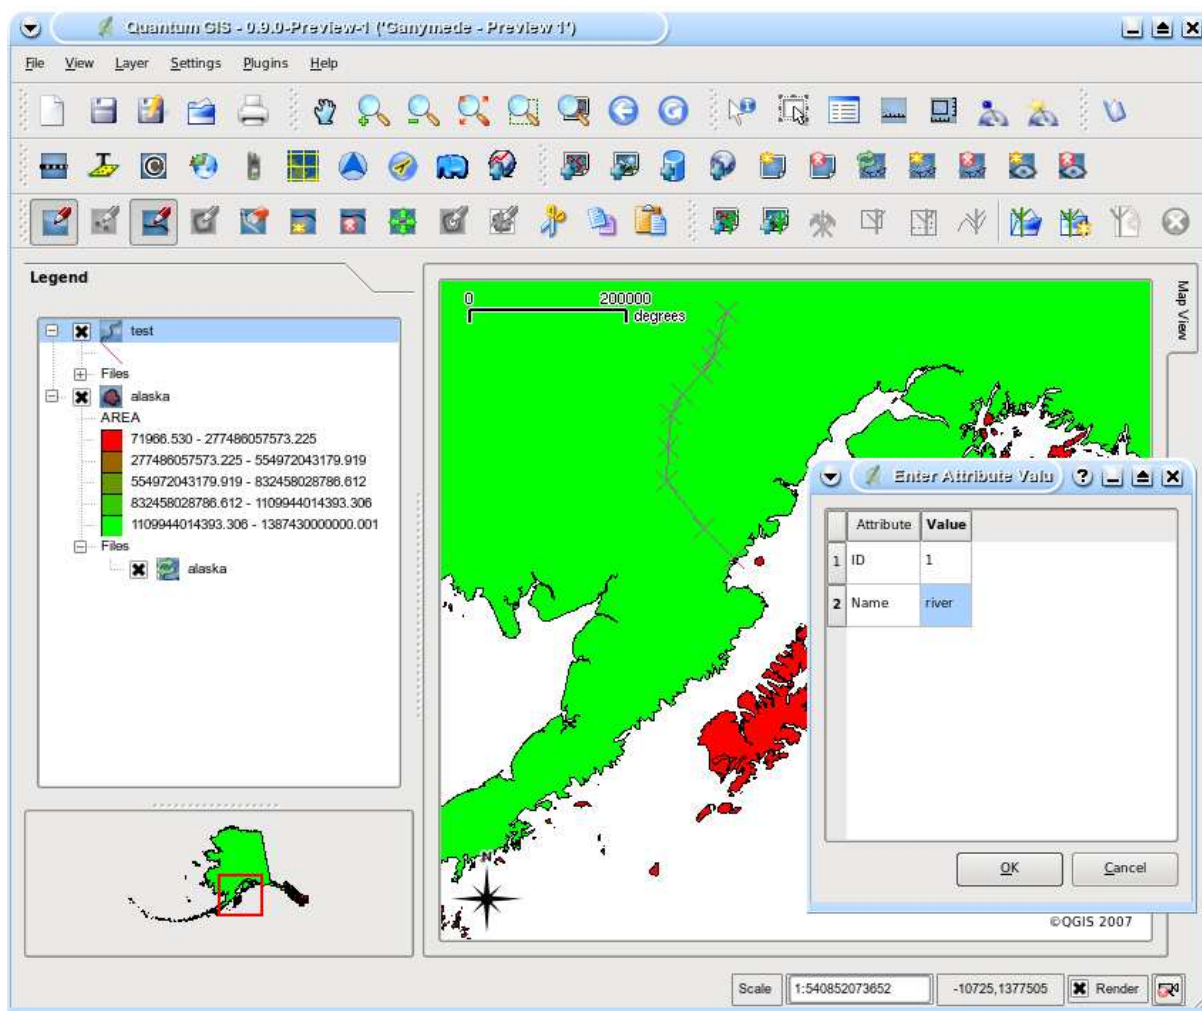 Quantum GIS - 0.9.0-Preview-1 ('Ganymede - Preview 1')
File View Layer Settings Plugins Help
Legend
test
Files
alaska
AREA
71966.530 - 277486057573.225
277486057573.225 - 554972043179.919
554972043179.919 - 832458028786.612
832458028786.612 - 1109944014393.306
1109944014393.306 - 1387430000000.001
Files
alaska
0 200000
degrees
Map View
N
©QGIS 2007
Enter Attribute Valu
Attribute Value
1 ID 1
2 Name river
OK Cancel
Scale 1:540852073652 -10725,1377505 Render